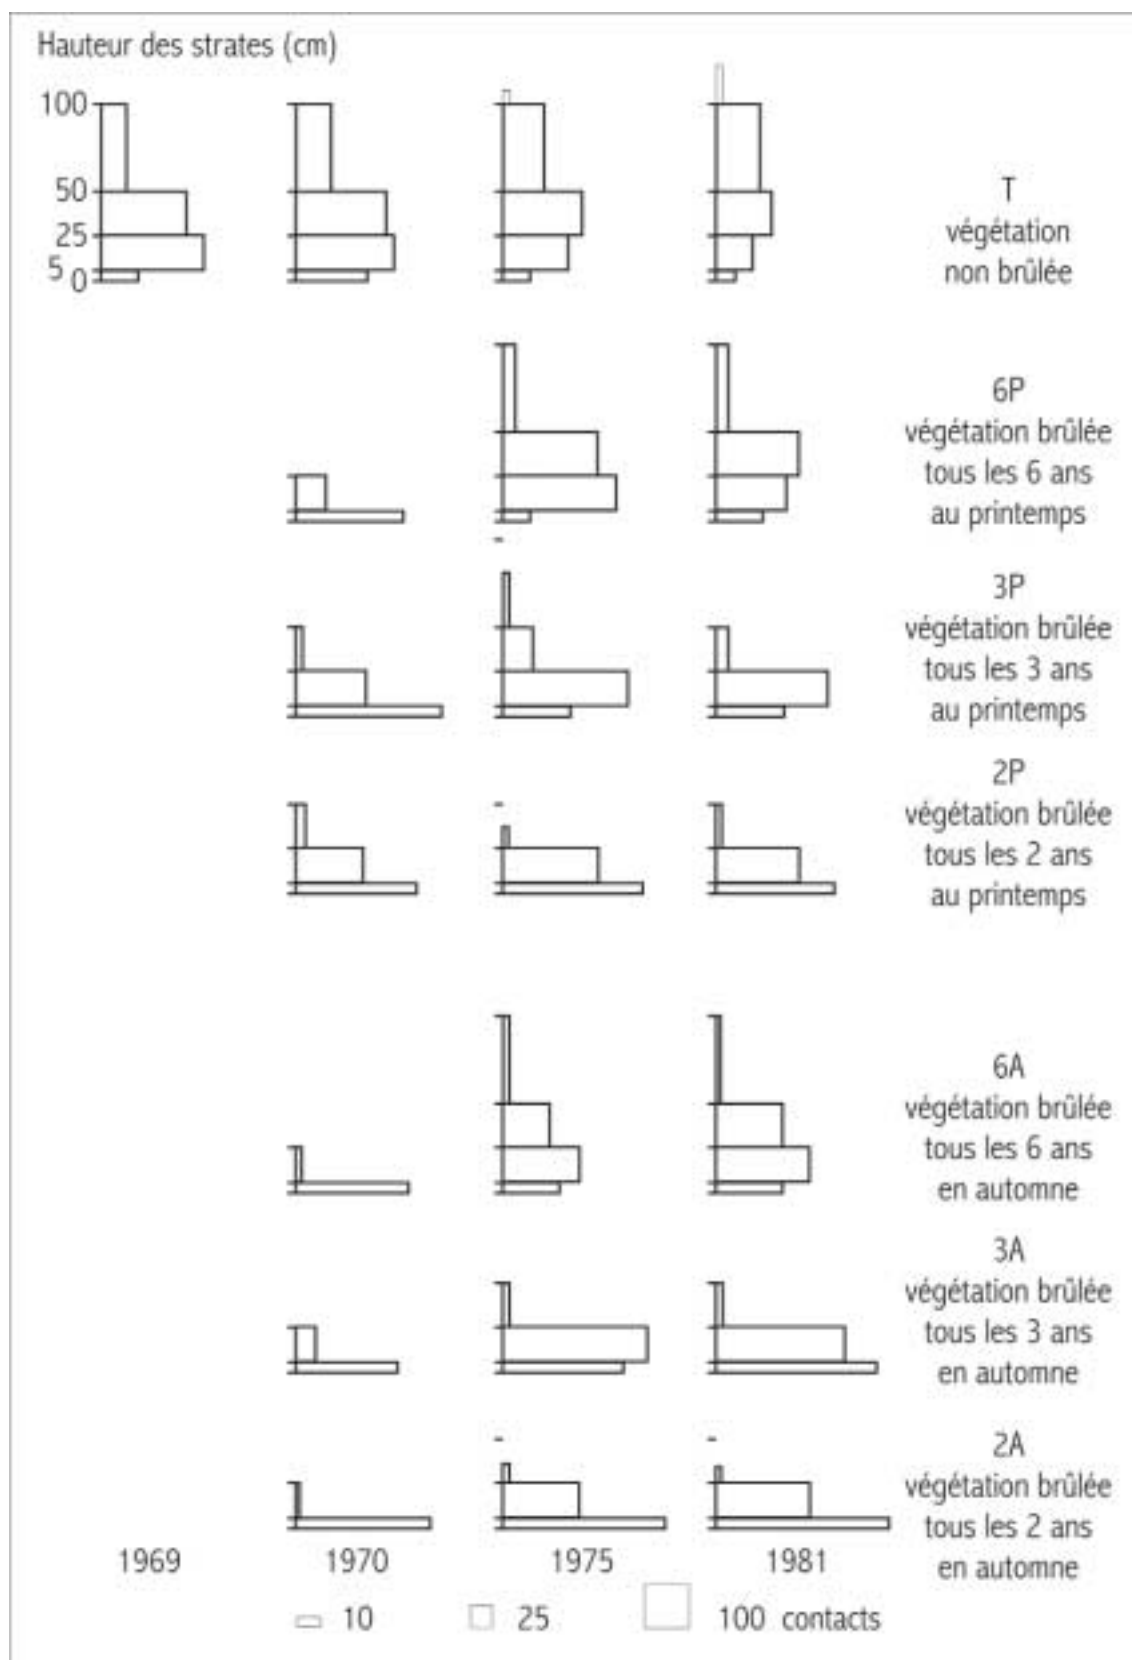 Hauteur des strates (cm)
100
50
25
5
0
T
végétation
non brûlée
6P
végétation brûlée
tous les 6 ans
au printemps
3P
végétation brûlée
tous les 3 ans
au printemps
2P
végétation brûlée
tous les 2 ans
au printemps
6A
végétation brûlée
tous les 6 ans
en automne
3A
végétation brûlée
tous les 3 ans
en automne
2A
végétation brûlée
tous les 2 ans
en automne
1969 1970 1975 1981
10 25 100 contacts